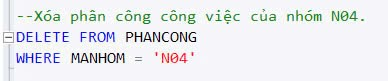 --Xóa phân công công việc của nhóm N04.
DELETE FROM PHANCONG
WHERE MANHOM = 'N04'